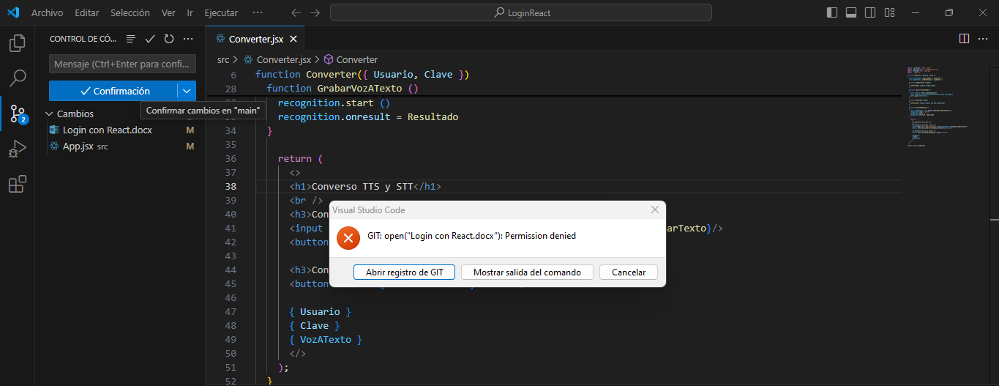 Archivo Editar Selección Ver Ir Ejecutar ··· LoginReact
CONTROL DE CÓ... ···
Mensaje (Ctrl+Enter para confi...
Confirmación
Confirmar cambios en "main"
Cambios
Login con React.docx M
App.jsx src M
2
Converter.jsx
src > Converter.jsx > Converter
6 function Converter({ Usuario, Clave })
28 function GrabarVozATexto ()
recognition.start ()
recognition.onresult = Resultado
34 }
35
36 return (
37 <>
38 <h1>Converso TTS y STT</h1>
39 <br />
40 <h3>Con
41 <input arTexto}/>
42 <button
43
44 <h3>Con
45 <button
46
47 { Usuario }
48 { Clave }
49 { VozATexto }
50 </>
51 );
52 }
Visual Studio Code
GIT: open("Login con React.docx"): Permission denied
Abrir registro de GIT Mostrar salida del comando Cancelar